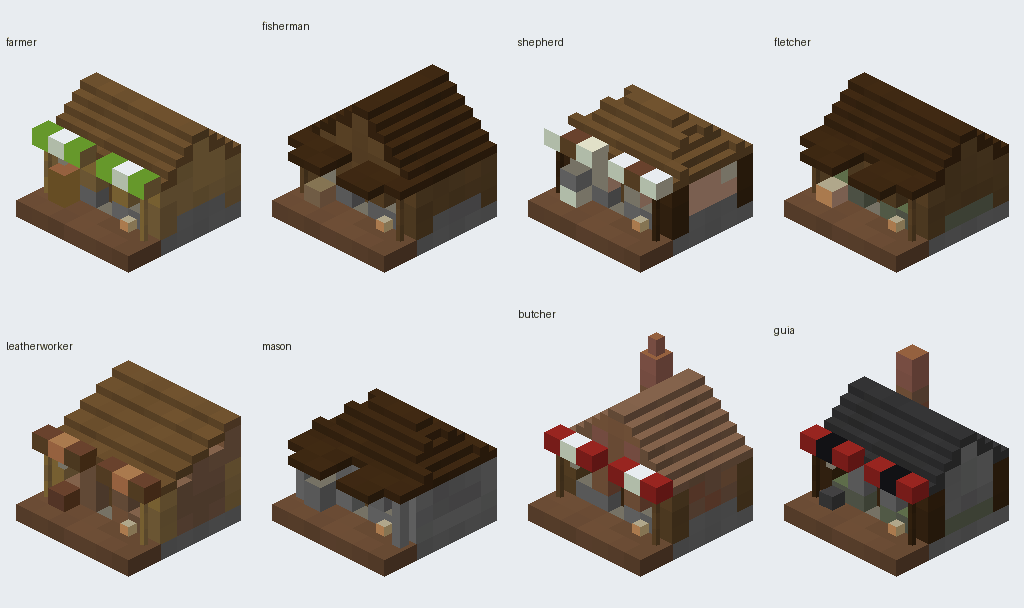 farmer
fisherman
shepherd
fletcher
leatherworker
mason
butcher
guia